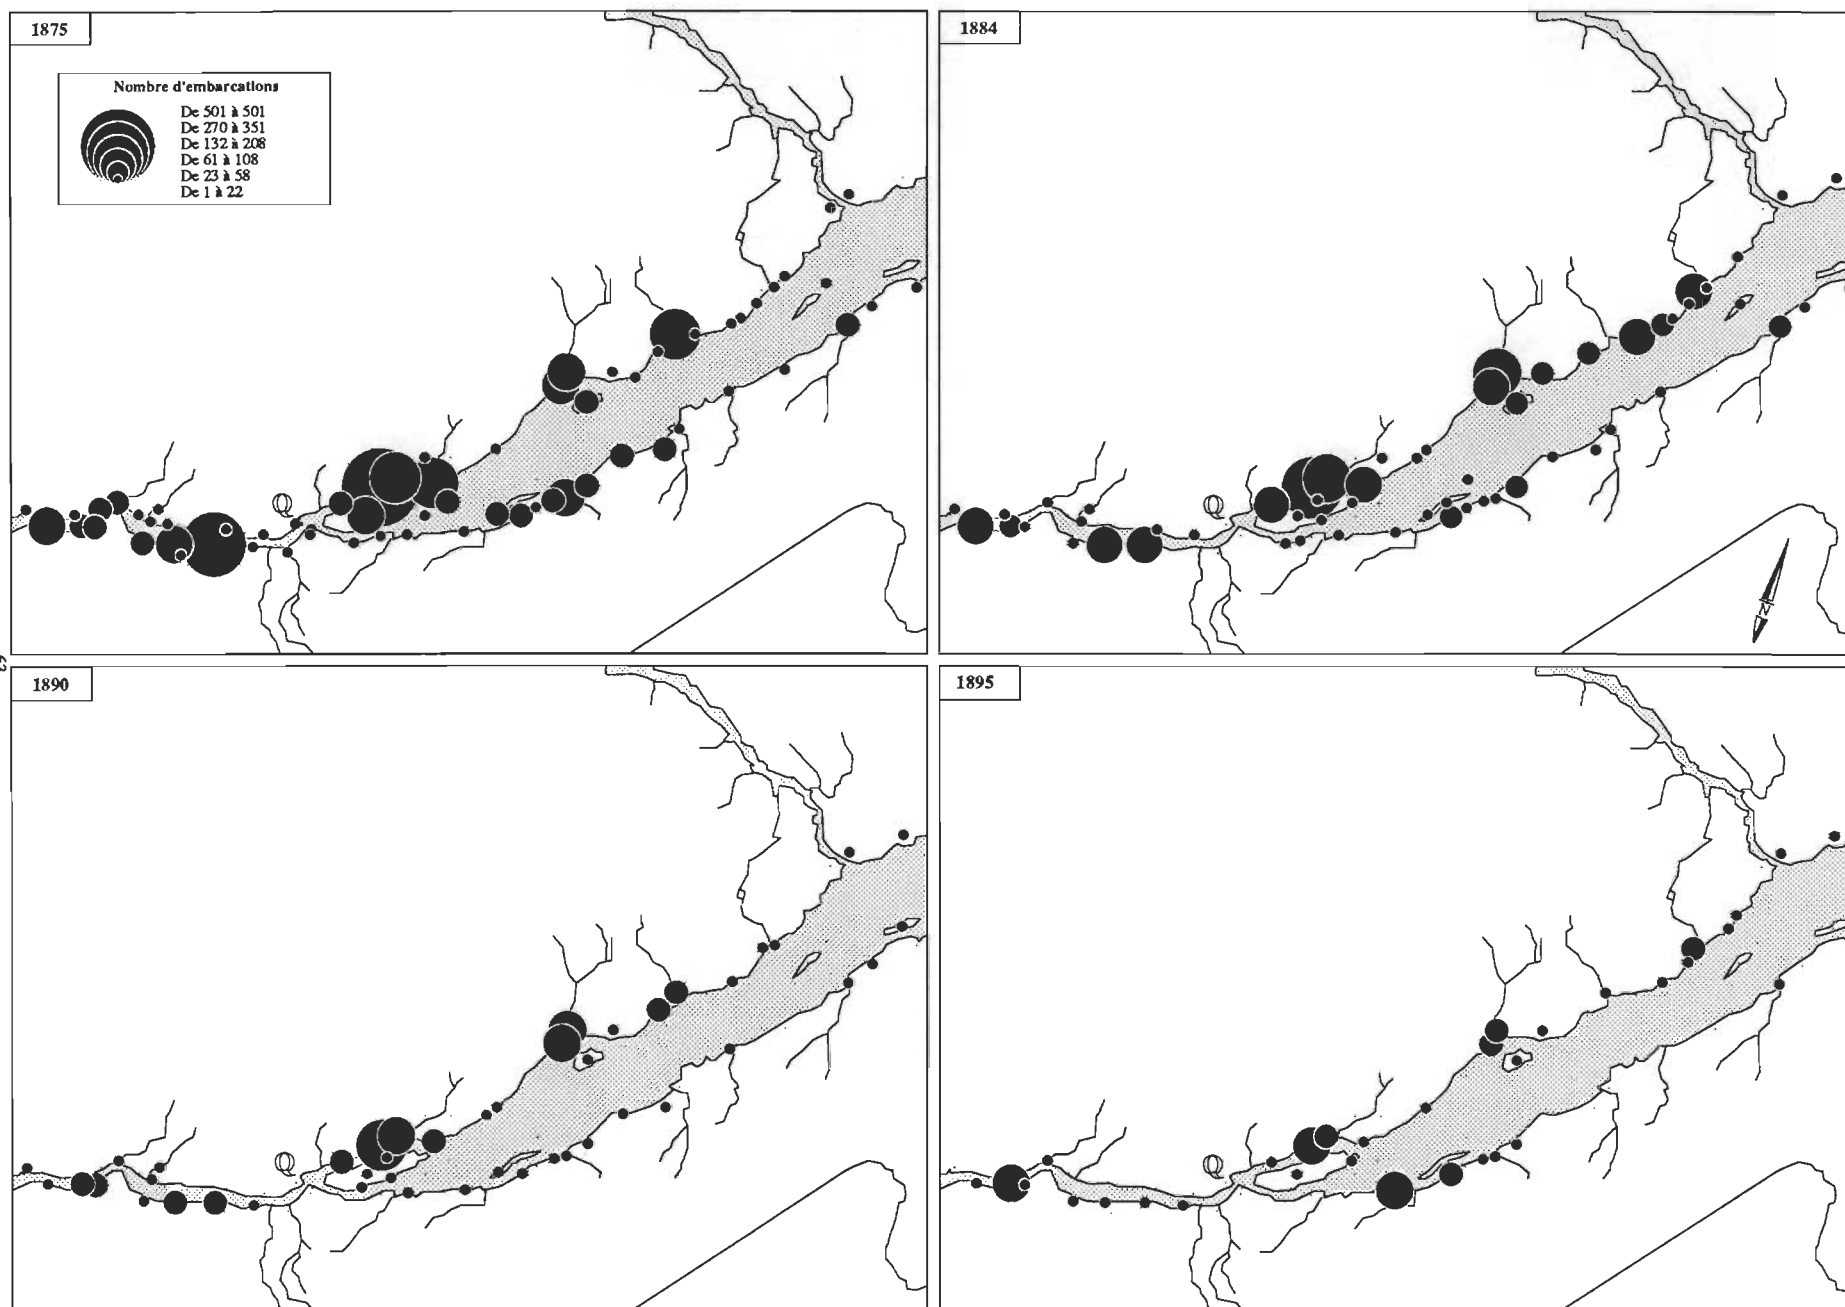 1875
Nombre d'embarcations
De 501 à 501
De 270 à 351
De 132 à 208
De 61 à 108
De 23 à 58
De 1 à 22
Q
1884
Q
N
63
1890
Q
1895
Q